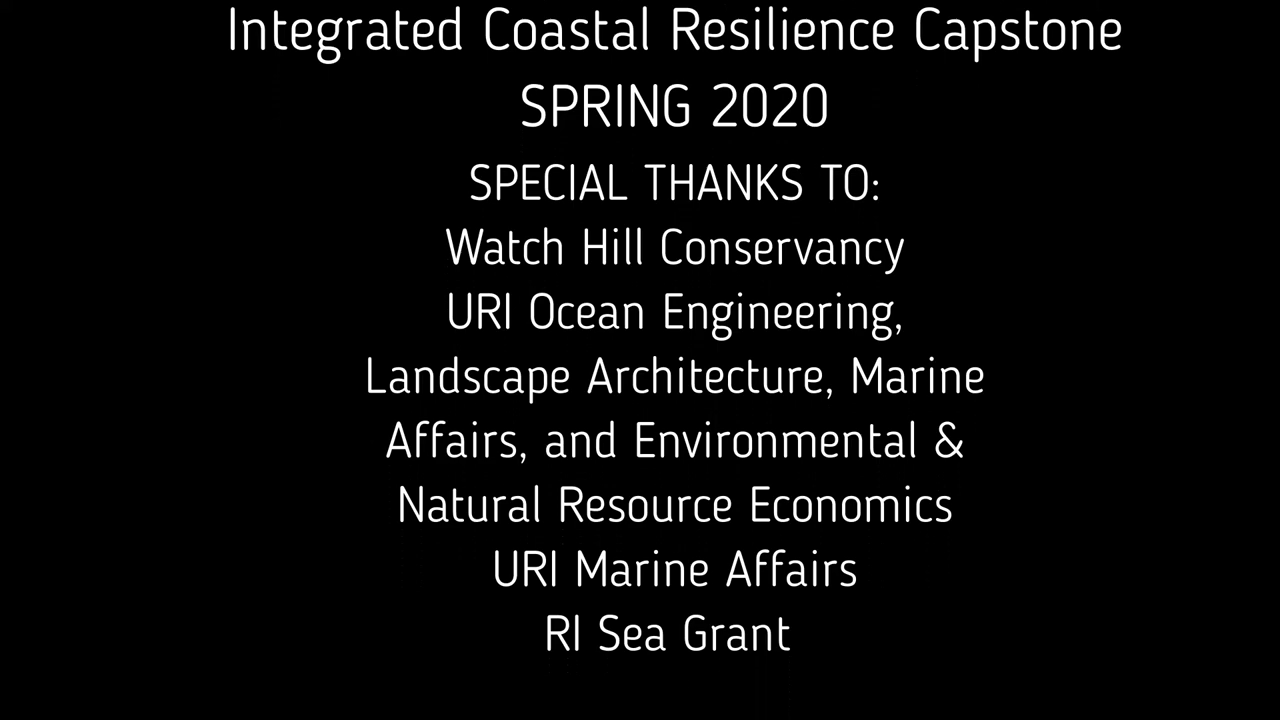 Integrated Coastal Resilience Capstone
SPRING 2020
SPECIAL THANKS TO:
Watch Hill Conservancy
URI Ocean Engineering,
Landscape Architecture, Marine
Affairs, and Environmental &
Natural Resource Economics
URI Marine Affairs
RI Sea Grant